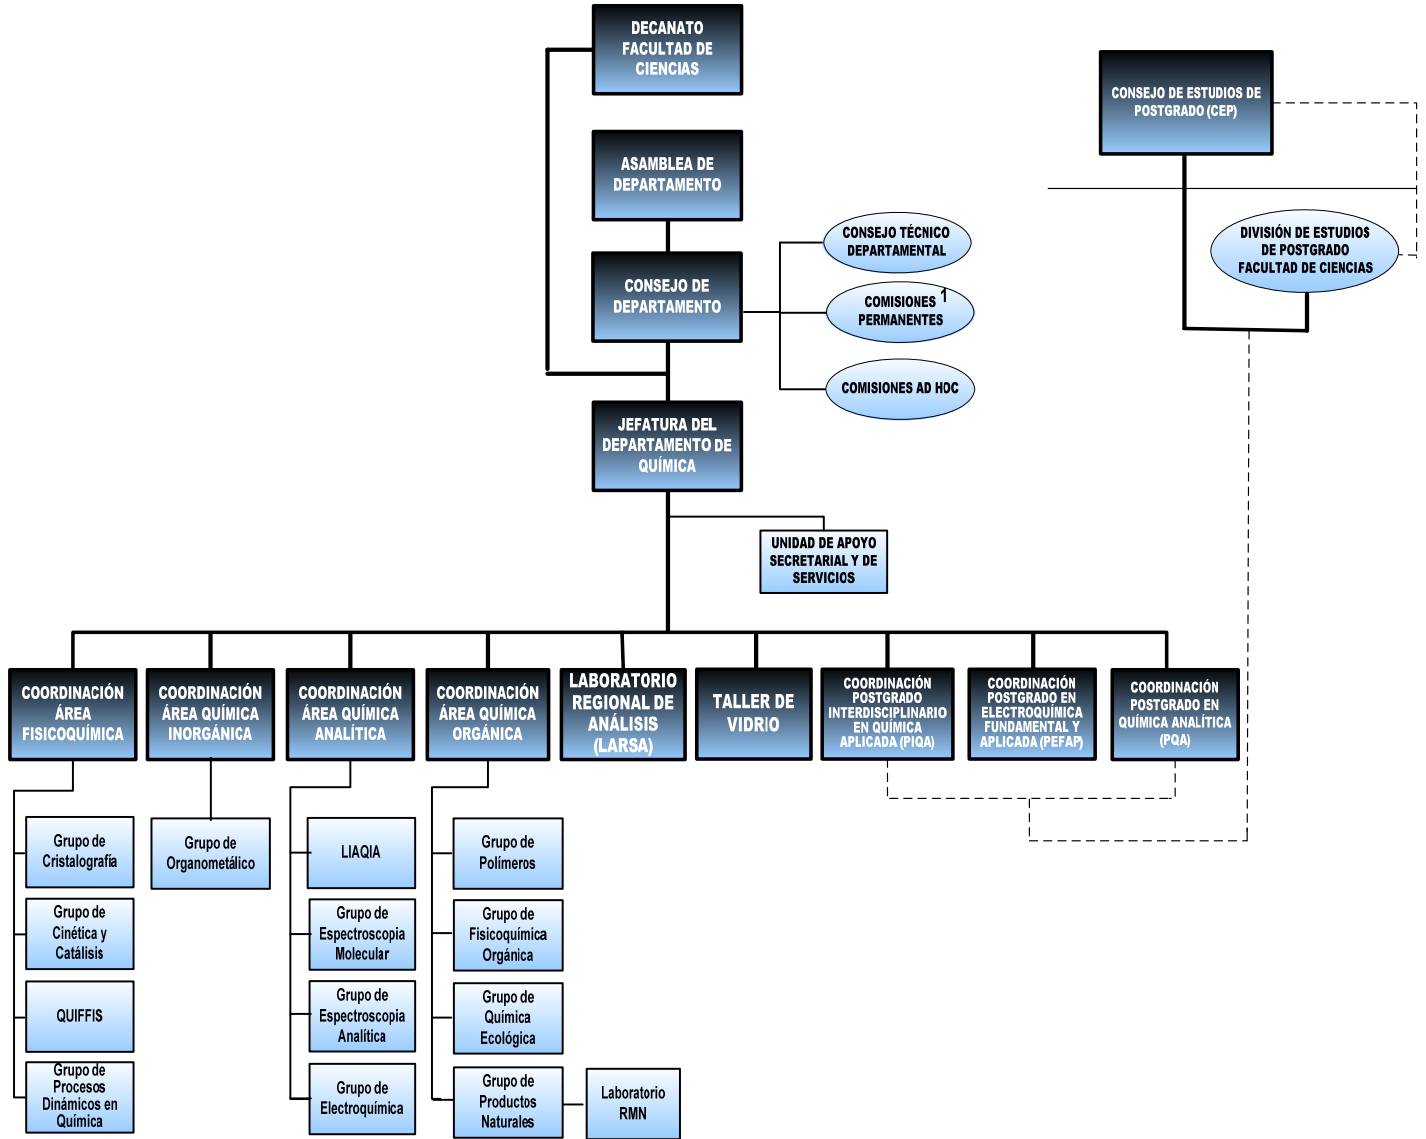 DECANATO
FACULTAD DE
CIENCIAS
CONSEJO DE ESTUDIOS DE
POSTGRADO (CEP)
ASAMBLEA DE
DEPARTAMENTO
CONSEJO TÉCNICO
DEPARTAMENTAL
DIVISIÓN DE ESTUDIOS
DE POSTGRADO
FACULTAD DE CIENCIAS
CONSEJO DE
DEPARTAMENTO
COMISIONES 1
PERMANENTES
COMISIONES AD HOC
JEFATURA DEL
DEPARTAMENTO DE
QUÍMICA
UNIDAD DE APOYO
SECRETARIAL Y DE
SERVICIOS
COORDINACIÓN
ÁREA
FISICOQUÍMICA
COORDINACIÓN
ÁREA QUÍMICA
INORGÁNICA
COORDINACIÓN
ÁREA QUÍMICA
ANALÍTICA
COORDINACIÓN
ÁREA QUÍMICA
ORGÁNICA
LABORATORIO
REGIONAL DE
ANÁLISIS
(LARSA)
TALLER DE
VIDRIO
COORDINACIÓN
POSTGRADO
INTERDISCIPLINARIO
EN QUÍMICA
APLICADA (PIQA)
COORDINACIÓN
POSTGRADO EN
ELECTROQUÍMICA
FUNDAMENTAL Y
APLICADA (PEFAP)
COORDINACIÓN
POSTGRADO EN
QUÍMICA ANALÍTICA
(PQA)
Grupo de
Cristalografía
Grupo de
Organometálico
LIAQIA
Grupo de
Polímeros
Grupo de
Cinética y
Catálisis
Grupo de
Espectroscopia
Molecular
Grupo de
Fisicoquímica
Orgánica
QUIFFIS
Grupo de
Espectroscopia
Analítica
Grupo de
Química
Ecológica
Grupo de
Procesos
Dinámicos en
Química
Grupo de
Electroquímica
Grupo de
Productos
Naturales
Laboratorio
RMN